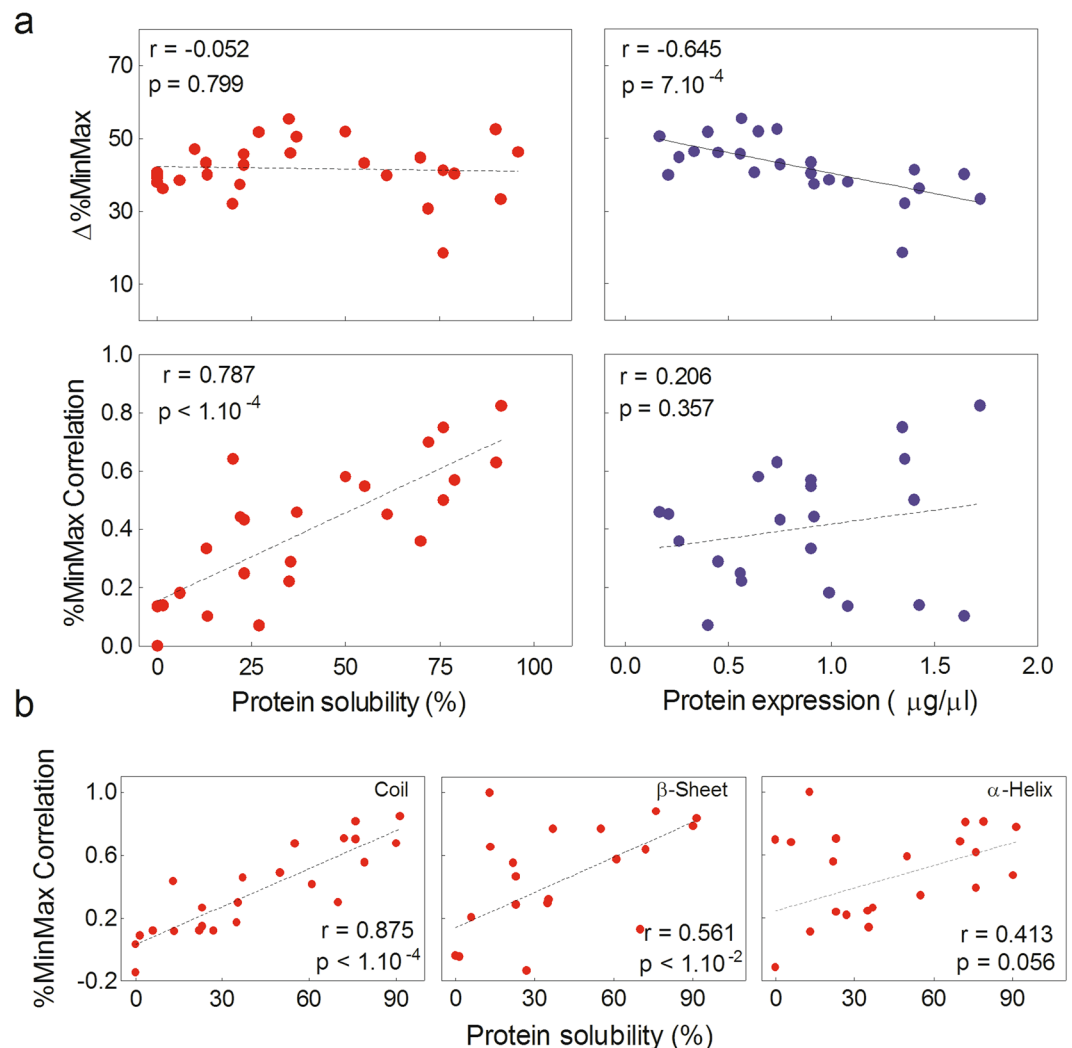 a
r = -0.052
p = 0.799
r = -0.645
p = 7.10⁻⁴
70
50
30
10
Δ%MinMax
r = 0.787
p < 1.10⁻⁴
r = 0.206
p = 0.357
1.0
0.8
0.6
0.4
0.2
0.0
%MinMax Correlation
0 25 50 75 100
0.0 0.5 1.0 1.5 2.0
Protein solubility (%)
Protein expression ( μg/μl)
b
Coil
β-Sheet
α-Helix
1.0
0.6
0.2
-0.2
%MinMax Correlation
r = 0.875
p < 1.10⁻⁴
r = 0.561
p < 1.10⁻²
r = 0.413
p = 0.056
0 30 60 90
0 30 60 90
0 30 60 90
Protein solubility (%)